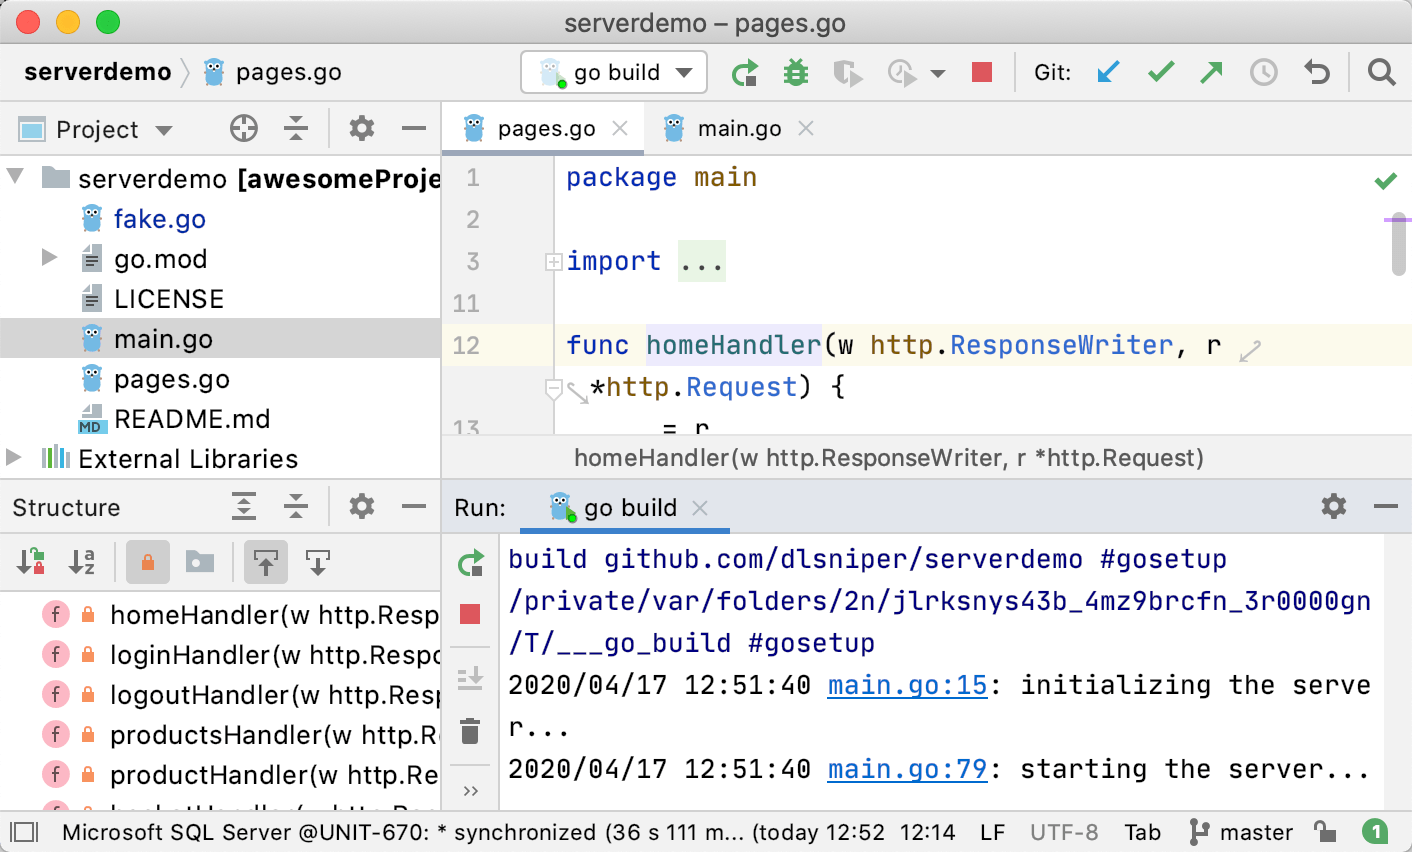 serverdemo – pages.go
serverdemo pages.go
go build
Git:
Project
pages.go
main.go
serverdemo [awesomeProje
fake.go
go.mod
LICENSE
main.go
pages.go
MD README.md
External Libraries
1 package main
2
3 import ...
11
12 func homeHandler(w http.ResponseWriter, r
*http.Request) {
13 = r
homeHandler(w http.ResponseWriter, r *http.Request)
Structure
a
z
f homeHandler(w http.Resp
f loginHandler(w http.Respo
f logoutHandler(w http.Resp
f productsHandler(w http.R
f productHandler(w http.Re
Run: go build
build github.com/dlsniper/serverdemo #gosetup
/private/var/folders/2n/jlrksnys43b_4mz9brcfn_3r0000gn
/T/___go_build #gosetup
2020/04/17 12:51:40 main.go:15: initializing the serve
r...
2020/04/17 12:51:40 main.go:79: starting the server...
Microsoft SQL Server @UNIT-670: * synchronized (36 s 111 m... (today 12:52 12:14 LF UTF-8 Tab master 1